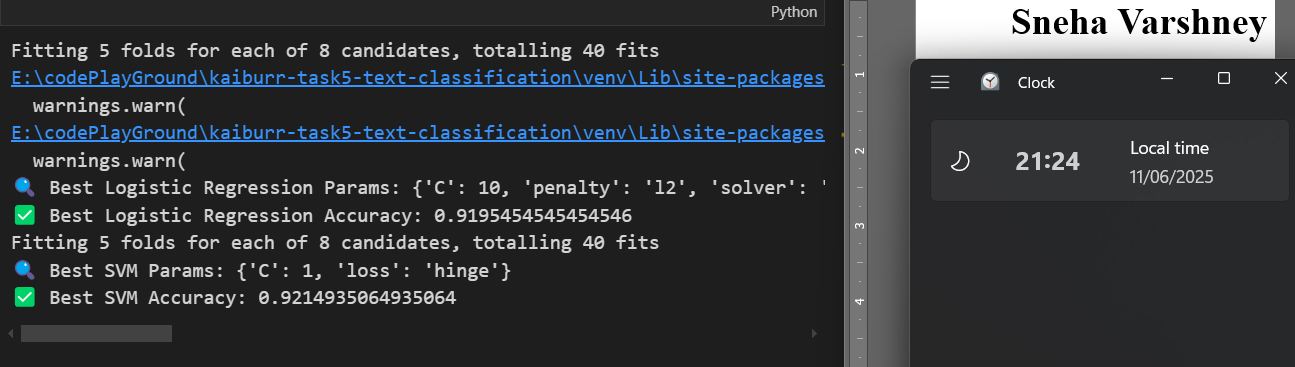 Python
Fitting 5 folds for each of 8 candidates, totalling 40 fits
E:\codePlayGround\kaiburr-task5-text-classification\venv\Lib\site-packages
warnings.warn(
E:\codePlayGround\kaiburr-task5-text-classification\venv\Lib\site-packages
warnings.warn(
🔍 Best Logistic Regression Params: {'C': 10, 'penalty': 'l2', 'solver': '
✅ Best Logistic Regression Accuracy: 0.9195454545454546
Fitting 5 folds for each of 8 candidates, totalling 40 fits
🔍 Best SVM Params: {'C': 1, 'loss': 'hinge'}
✅ Best SVM Accuracy: 0.9214935064935064
1
2
3
4
Sneha Varshney
Clock
21:24
Local time
11/06/2025